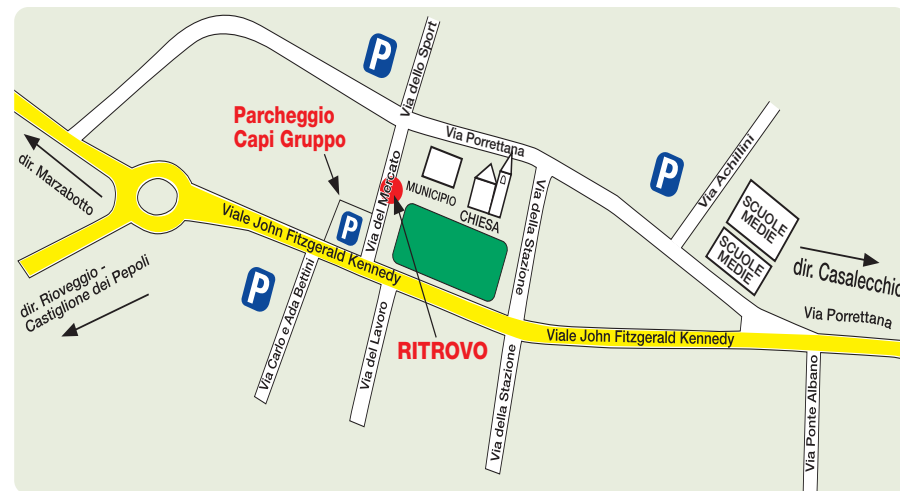 P
Via dello Sport
Parcheggio
Capi Gruppo
Via Porrettana
Via Achillini
P
dir. Marzabotto
Via del Mercato
MUNICIPIO
CHIESA
Via della Stazione
SCUOLE
MEDIE
SCUOLE
MEDIE
dir. Casalecchio
Viale John Fitzgerald Kennedy
P
dir. Rioveggio -
Castiglione dei Pepoli
P
Via Carlo e Ada Bettini
Via del Lavoro
RITROVO
Via della Stazione
Viale John Fitzgerald Kennedy
Via Porrettana
Via Ponte Albano